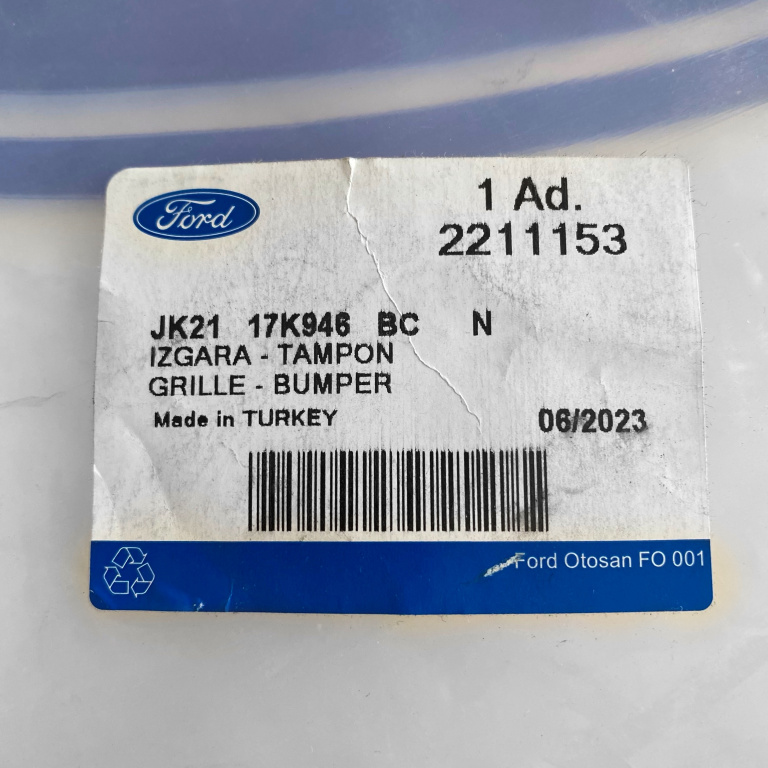 Ford
1 Ad.
2211153
JK21 17K946 BC N
IZGARA - TAMPON
GRILLE - BUMPER
Made in TURKEY
06/2023
Ford Otosan FO 001